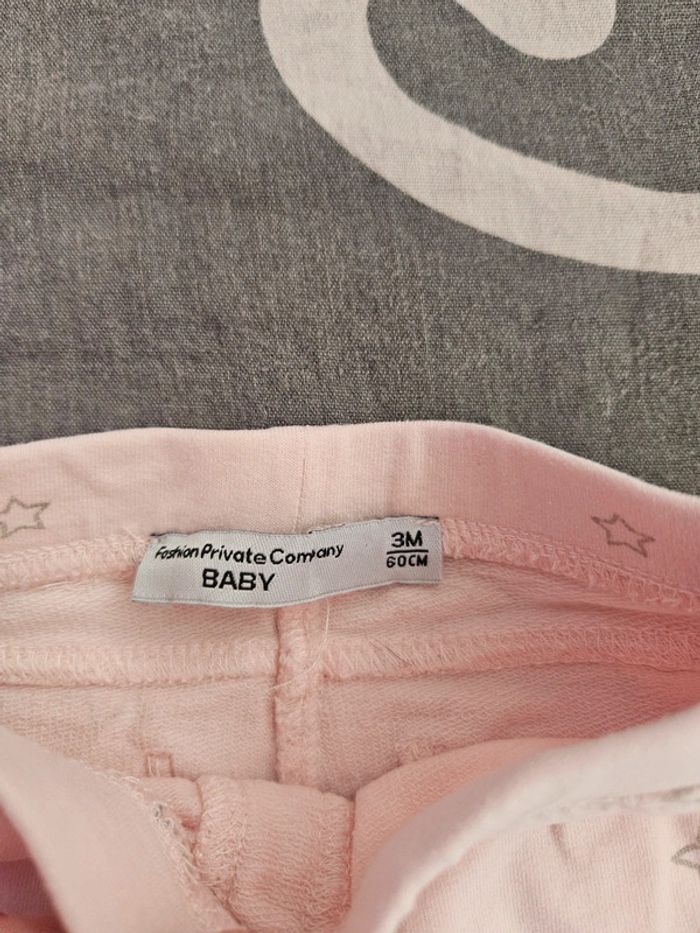 Fashion Private Company
BABY
3M
60CM